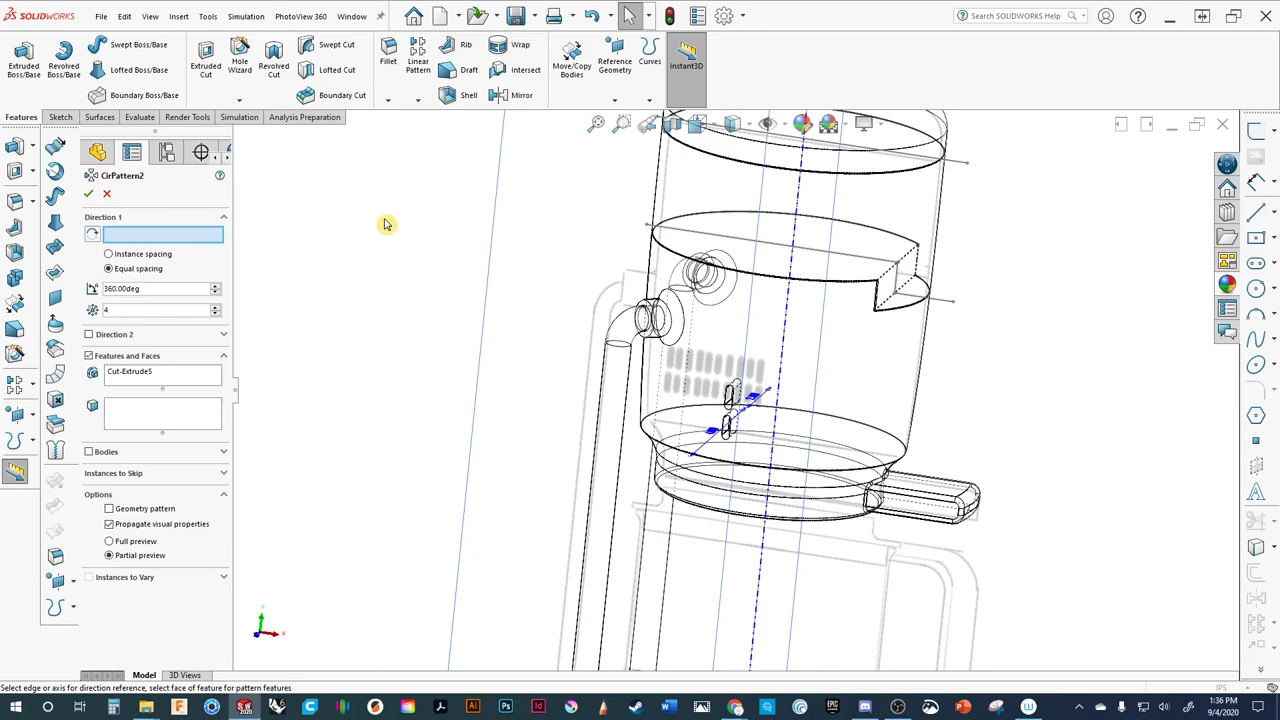 SOLIDWORKS
File Edit View Insert Tools Simulation PhotoView 360 Window
Search SOLIDWORKS Help
Extruded Boss/Base
Revolved Boss/Base
Swept Boss/Base
Lofted Boss/Base
Boundary Boss/Base
Extruded Cut
Hole Wizard
Revolved Cut
Swept Cut
Lofted Cut
Boundary Cut
Fillet
Linear Pattern
Rib
Draft
Shell
Wrap
Intersect
Mirror
Move/Copy Bodies
Reference Geometry
Curves
Instant3D
Features Sketch Surfaces Evaluate Render Tools Simulation Analysis Preparation
CirPattern2
Direction 1
Instance spacing
Equal spacing
360.00deg
4
Direction 2
Features and Faces
Cut-Extrude5
Bodies
Instances to Skip
Options
Geometry pattern
Propagate visual properties
Full preview
Partial preview
Instances to Vary
Y
X
Model 3D Views
Select edge or axis for direction reference, select face of feature for pattern features
IPS
1:36 PM
9/4/2020